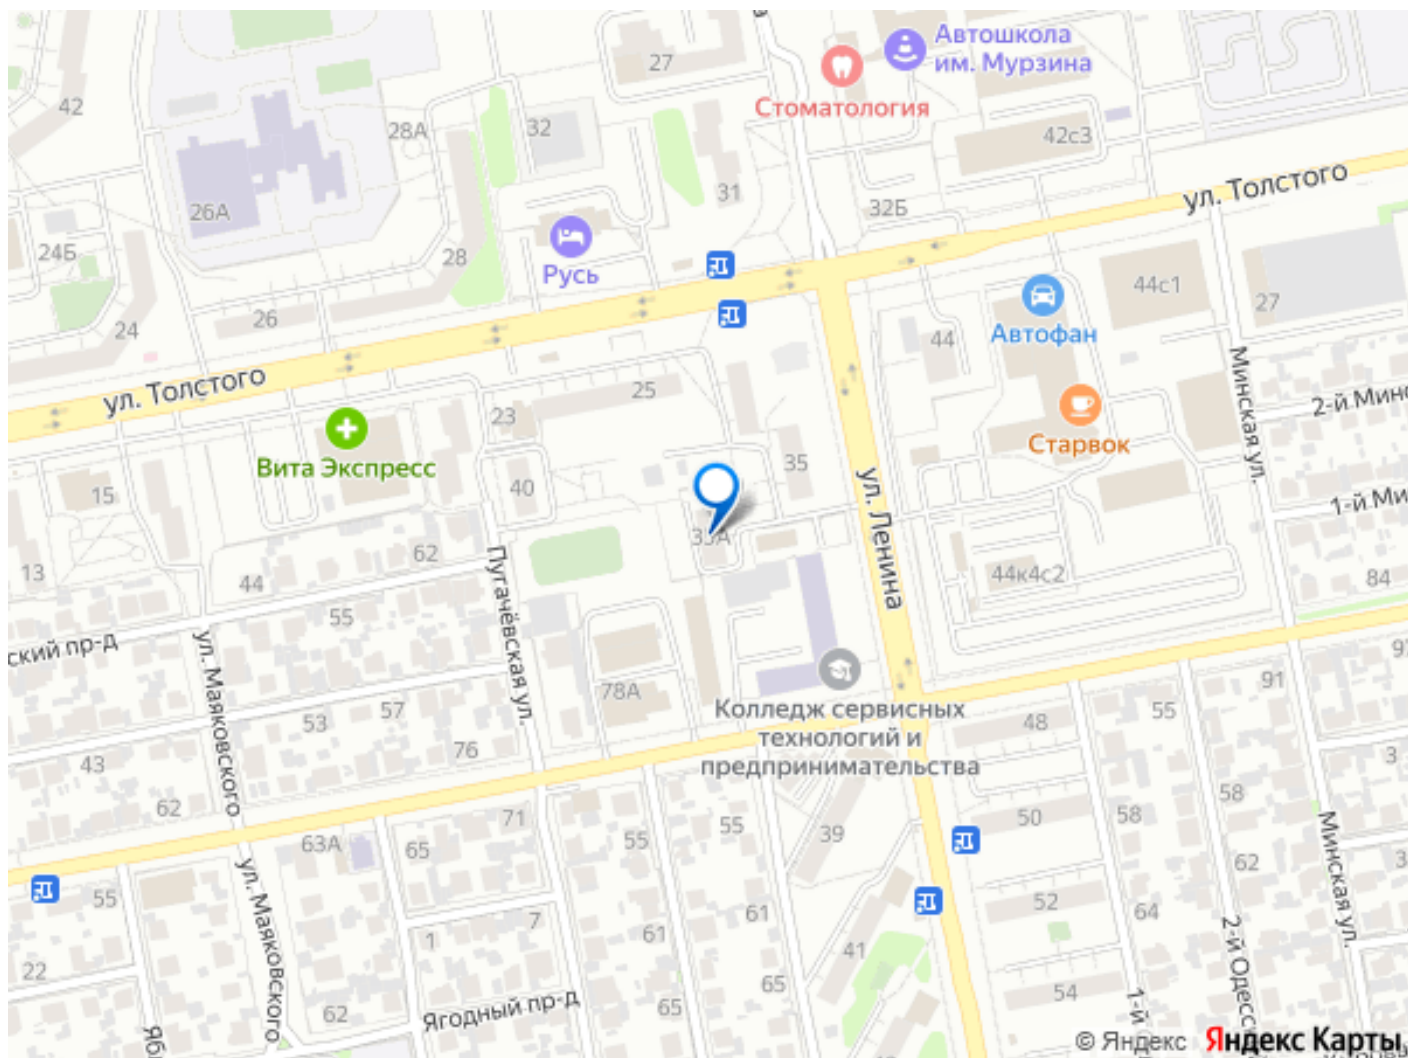 Автошкола
им. Мурзина
Стоматология
27
42
28А
32
42с3
26А
31
32Б
ул. Толстого
24Б
28
Русь
44с1
27
24
26
44
Автофан
ул. Толстого
25
2-й Минс
23
Старвок
Минская ул.
Вита Экспресс
35
15
40
ул. Ленина
1-й Ми
62
Пугачёвская ул.
13
44
44к4с2
84
55
ский пр-д
ул. Маяковского
78А
91
Колледж сервисных
технологий и
предпринимательства
57
53
48
55
76
43
3
62
58
58
50
71
55
55
39
63А
65
Минская ул.
62
ул. Маяковского
55
52
64
61
7
2-й Одесс
61
1
41
22
65
54
1-й
65
62
Ягодный пр-д
Ябл
© Яндекс Яндекс Карты